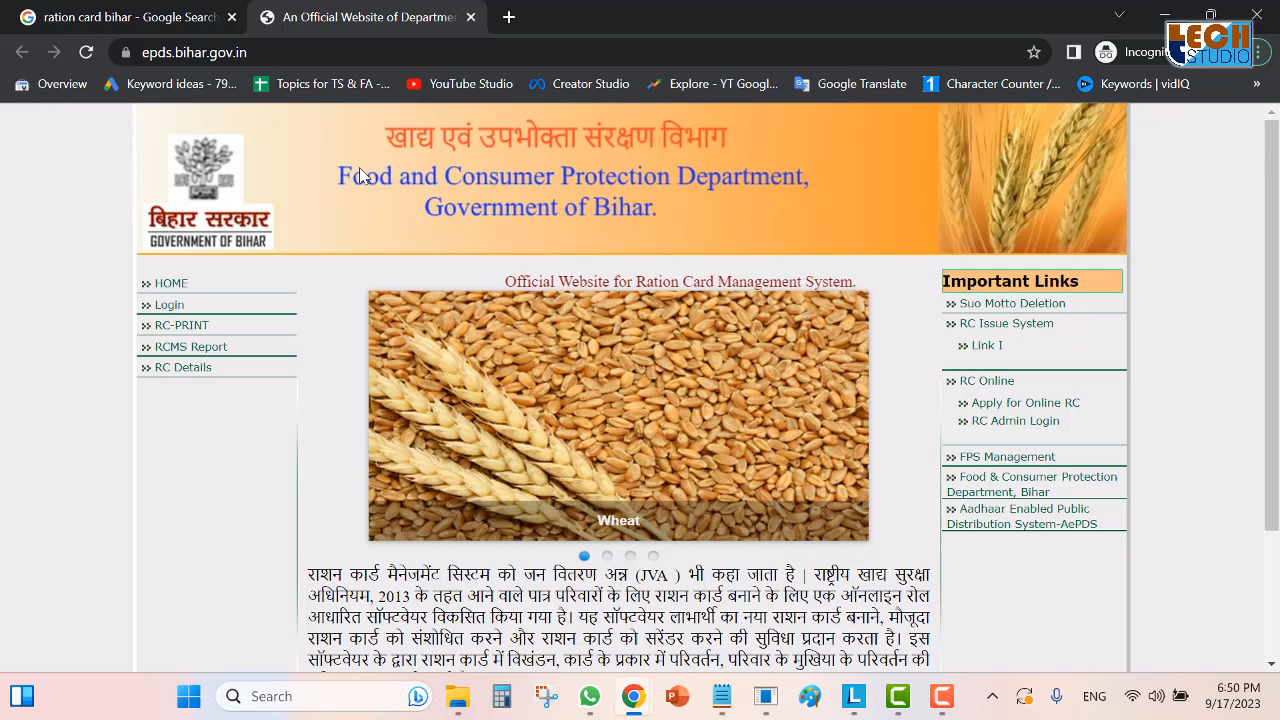 ration card bihar - Google Search
An Official Website of Departme
epds.bihar.gov.in
Incogni
LECH
STUDIO
Overview
Keyword ideas - 79...
Topics for TS & FA -...
YouTube Studio
Creator Studio
Explore - YT Googl...
Google Translate
Character Counter /...
Keywords | vidIQ
खाद्य एवं उपभोक्ता संरक्षण विभाग
Food and Consumer Protection Department,
Government of Bihar.
बिहार सरकार
GOVERNMENT OF BIHAR
HOME
Login
RC-PRINT
RCMS Report
RC Details
Official Website for Ration Card Management System.
Wheat
राशन कार्ड मैनेजमेंट सिस्टम को जन वितरण अन्न (JVA ) भी कहा जाता है | राष्ट्रीय खाद्य सुरक्षा
अधिनियम, 2013 के तहत आने वाले पात्र परिवारों के लिए राशन कार्ड बनाने के लिए एक ऑनलाइन रोल
आधारित सॉफ्टवेयर विकसित किया गया है। यह सॉफ्टवेयर लाभार्थी का नया राशन कार्ड बनाने, मौजूदा
राशन कार्ड को संशोधित करने और राशन कार्ड को सरेंडर करने की सुविधा प्रदान करता है। इस
सॉफ्टवेयर के द्वारा राशन कार्ड में विखंडन, कार्ड के प्रकार में परिवर्तन, परिवार के मुखिया के परिवर्तन की
Important Links
Suo Motto Deletion
RC Issue System
Link I
RC Online
Apply for Online RC
RC Admin Login
FPS Management
Food & Consumer Protection
Department, Bihar
Aadhaar Enabled Public
Distribution System-AePDS
Search
ENG
6:50 PM
9/17/2023